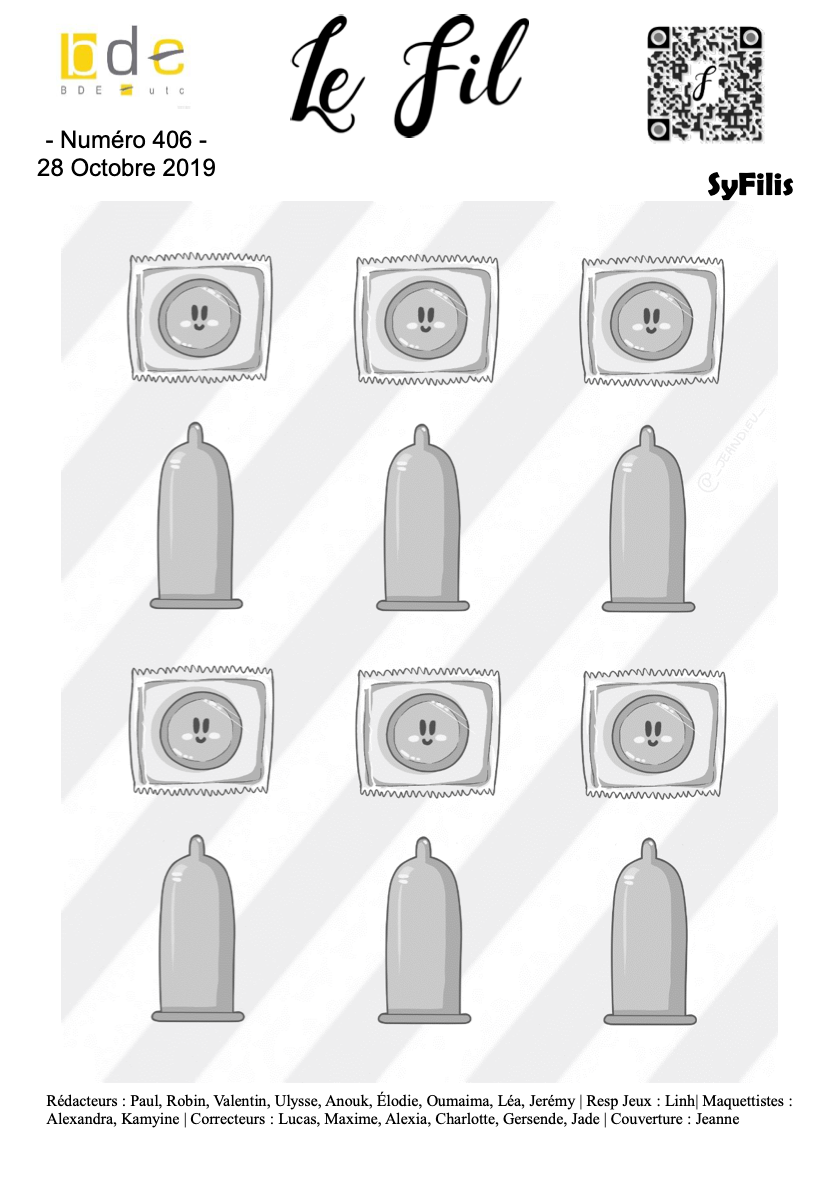 bde
BDE utc
Le Fil
- Numéro 406 -
28 Octobre 2019
SyFilis
@_JEANDIEU_
Rédacteurs : Paul, Robin, Valentin, Ulysse, Anouk, Élodie, Oumaima, Léa, Jerémy | Resp Jeux : Linh| Maquettistes :
Alexandra, Kamyine | Correcteurs : Lucas, Maxime, Alexia, Charlotte, Gersende, Jade | Couverture : Jeanne